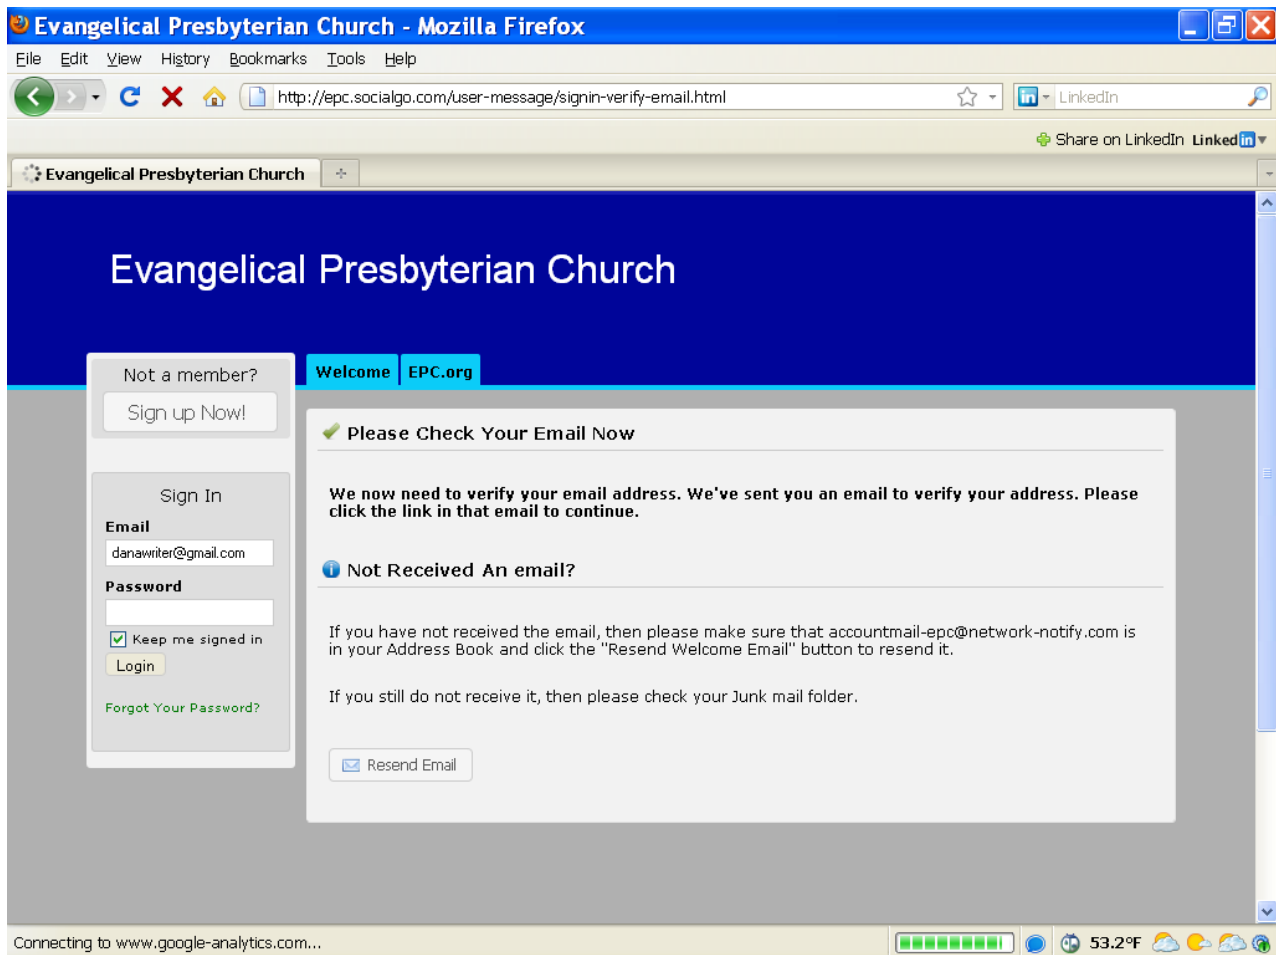 Evangelical Presbyterian Church - Mozilla Firefox
File Edit View History Bookmarks Tools Help
http://epc.socialgo.com/user-message/signin-verify-email.html
in LinkedIn
Share on LinkedIn Linked in
Evangelical Presbyterian Church
Evangelical Presbyterian Church
Not a member?
Sign up Now!
Welcome EPC.org
Sign In
Email
danawriter@gmail.com
Password
Keep me signed in
Login
Forgot Your Password?
Please Check Your Email Now
We now need to verify your email address. We've sent you an email to verify your address. Please
click the link in that email to continue.
Not Received An email?
If you have not received the email, then please make sure that accountmail-epc@network-notify.com is
in your Address Book and click the "Resend Welcome Email" button to resend it.
If you still do not receive it, then please check your Junk mail folder.
Resend Email
Connecting to www.google-analytics.com...
53.2°F